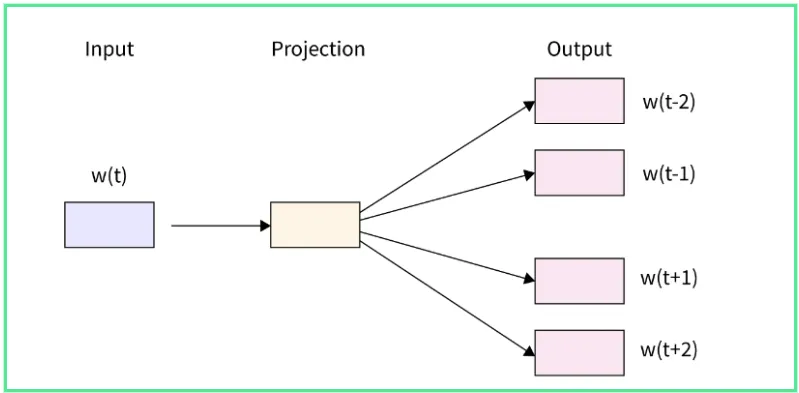 Input
Projection
Output
w(t)
w(t-2)
w(t-1)
w(t+1)
w(t+2)